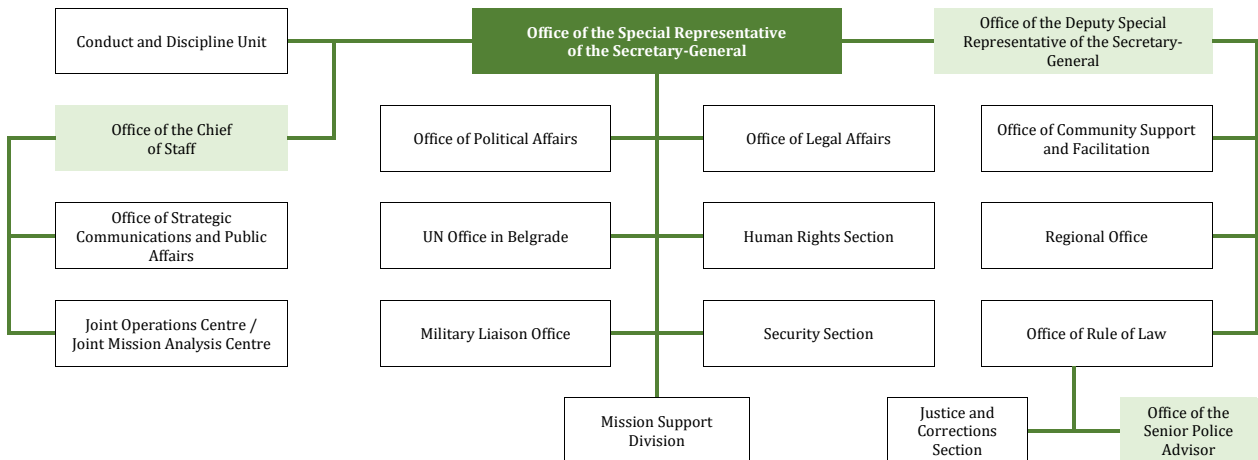 Conduct and Discipline Unit
Office of the Special Representative
of the Secretary-General
Office of the Deputy Special
Representative of the Secretary-
General
Office of the Chief
of Staff
Office of Political Affairs
Office of Legal Affairs
Office of Community Support
and Facilitation
Office of Strategic
Communications and Public
Affairs
UN Office in Belgrade
Human Rights Section
Regional Office
Joint Operations Centre /
Joint Mission Analysis Centre
Military Liaison Office
Security Section
Office of Rule of Law
Mission Support
Division
Justice and
Corrections
Section
Office of the
Senior Police
Advisor